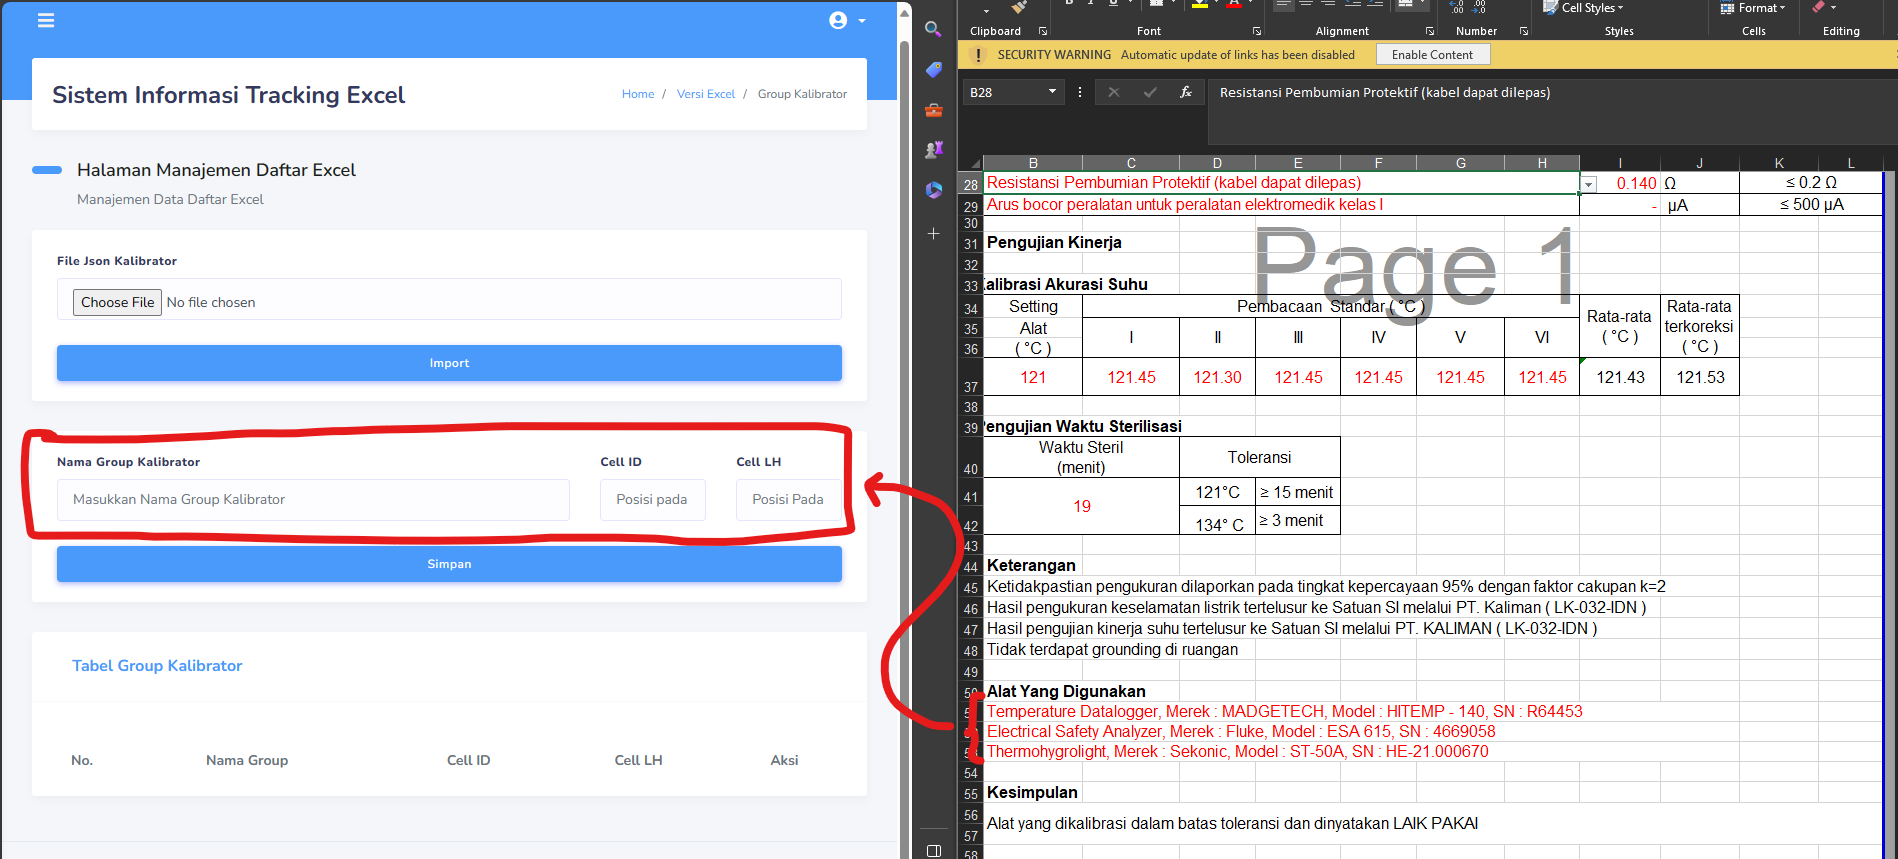 Sistem Informasi Tracking Excel
Home / Versi Excel / Group Kalibrator
Halaman Manajemen Daftar Excel
Manajemen Data Daftar Excel
File Json Kalibrator
Choose File No file chosen
Import
Nama Group Kalibrator Cell ID Cell LH
Masukkan Nama Group Kalibrator Posisi pada Posisi Pada
Simpan
Tabel Group Kalibrator
No. Nama Group Cell ID Cell LH Aksi
Cell Styles Format
Clipboard Font Alignment Number Styles Cells Editing
SECURITY WARNING Automatic update of links has been disabled Enable Content
B28 fx Resistansi Pembumian Protektif (kabel dapat dilepas)
B C D E F G H I J K L
28 Resistansi Pembumian Protektif (kabel dapat dilepas) 0.140 Ω ≤ 0.2 Ω
29 Arus bocor peralatan untuk peralatan elektromedik kelas I - µA ≤ 500 µA
30
31 Pengujian Kinerja
Page 1
32
33 Kalibrasi Akurasi Suhu
34 Setting Pembacaan Standar ( °C ) Rata-rata Rata-rata
35 Alat I II III IV V VI ( °C ) terkoreksi
36 ( °C ) ( °C )
37 121 121.45 121.30 121.45 121.45 121.45 121.45 121.43 121.53
38
39 Pengujian Waktu Sterilisasi
40 Waktu Steril (menit) Toleransi
41 19 121°C ≥ 15 menit
42 134° C ≥ 3 menit
43
44 Keterangan
45 Ketidakpastian pengukuran dilaporkan pada tingkat kepercayaan 95% dengan faktor cakupan k=2
46 Hasil pengukuran keselamatan listrik tertelusur ke Satuan SI melalui PT. Kaliman ( LK-032-IDN )
47 Hasil pengujian kinerja suhu tertelusur ke Satuan SI melalui PT. KALIMAN ( LK-032-IDN )
48 Tidak terdapat grounding di ruangan
49
50 Alat Yang Digunakan
Temperature Datalogger, Merek : MADGETECH, Model : HITEMP - 140, SN : R64453
Electrical Safety Analyzer, Merek : Fluke, Model : ESA 615, SN : 4669058
Thermohygrolight, Merek : Sekonic, Model : ST-50A, SN : HE-21.000670
54
55 Kesimpulan
56
Alat yang dikalibrasi dalam batas toleransi dan dinyatakan LAIK PAKAI
57
58